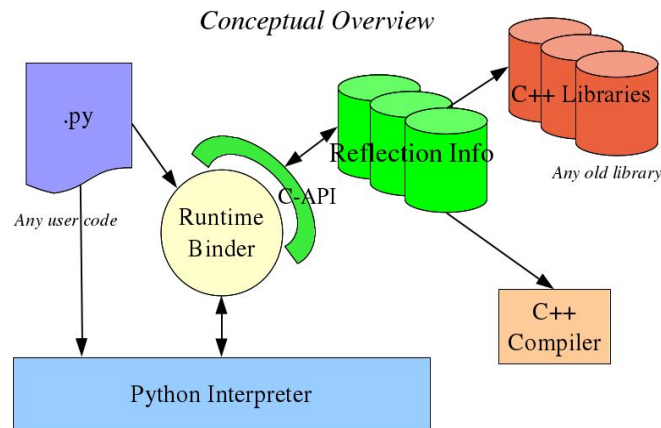 Conceptual Overview
.py
C++ Libraries
Reflection Info
Any old library
C-API
Any user code
Runtime
Binder
C++
Compiler
Python Interpreter